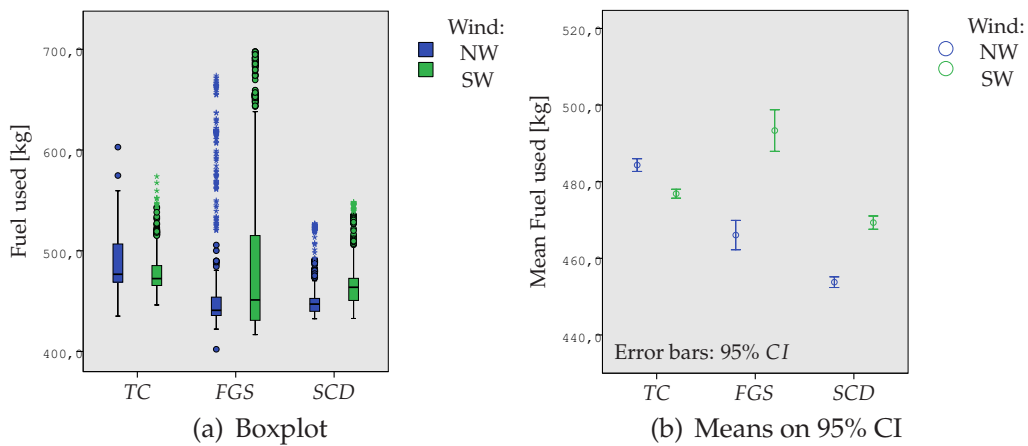 Fuel used [kg]
700,0
600,0
500,0
400,0
TC FGS SCD
Wind:
NW
SW
(a) Boxplot
Mean Fuel used [kg]
520,0
500,0
480,0
460,0
440,0
Error bars: 95% CI
TC FGS SCD
Wind:
NW
SW
(b) Means on 95% CI